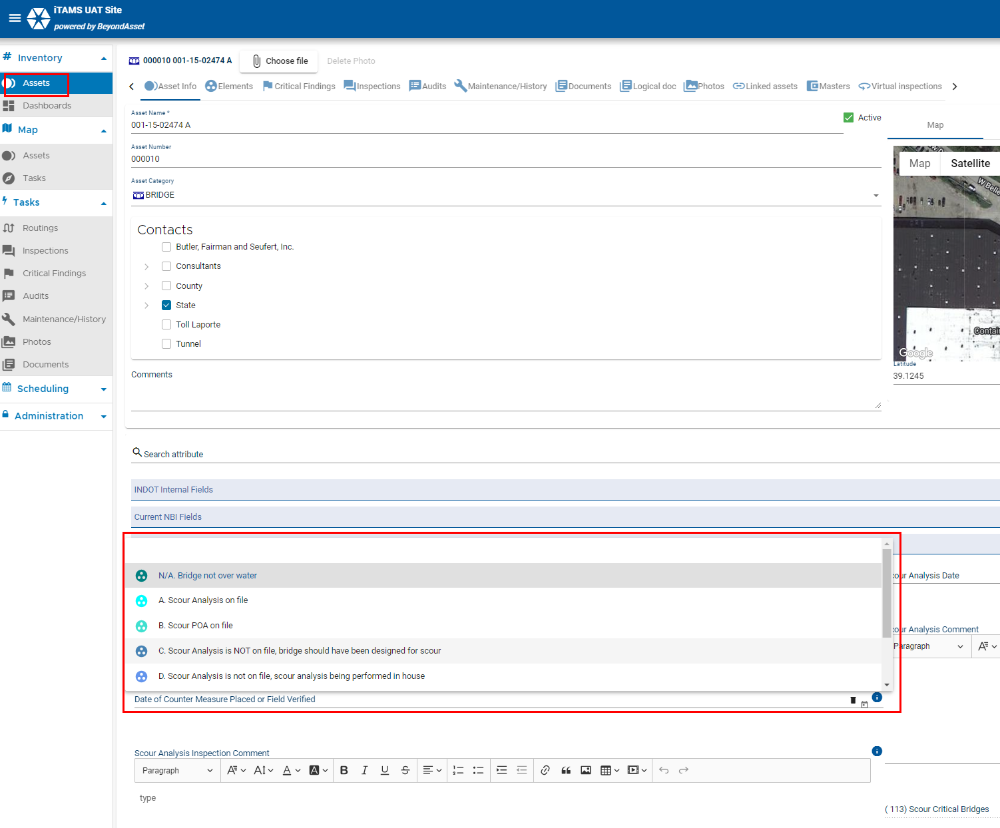 iTAMS UAT Site
powered by BeyondAsset
# Inventory
Assets
Dashboards
Map
Assets
Tasks
Tasks
Routings
Inspections
Critical Findings
Audits
Maintenance/History
Photos
Documents
Scheduling
Administration
000010 001-15-02474 A
Choose file
Delete Photo
Asset Info
Elements
Critical Findings
Inspections
Audits
Maintenance/History
Documents
Logical doc
Photos
Linked assets
Masters
Virtual inspections
Asset Name *
001-15-02474 A
Active
Asset Number
000010
Asset Category
BRIDGE
Contacts
Butler, Fairman and Seufert, Inc.
Consultants
County
State
Toll Laporte
Tunnel
Comments
Map
Map
Satellite
W Belle
Contai
Google
Latitude
39.1245
Search attribute
INDOT Internal Fields
Current NBI Fields
N/A. Bridge not over water
A. Scour Analysis on file
B. Scour POA on file
C. Scour Analysis is NOT on file, bridge should have been designed for scour
D. Scour Analysis is not on file, scour analysis being performed in house
Date of Counter Measure Placed or Field Verified
our Analysis Date
our Analysis Comment
Paragraph
Scour Analysis Inspection Comment
Paragraph
type
( 113) Scour Critical Bridges